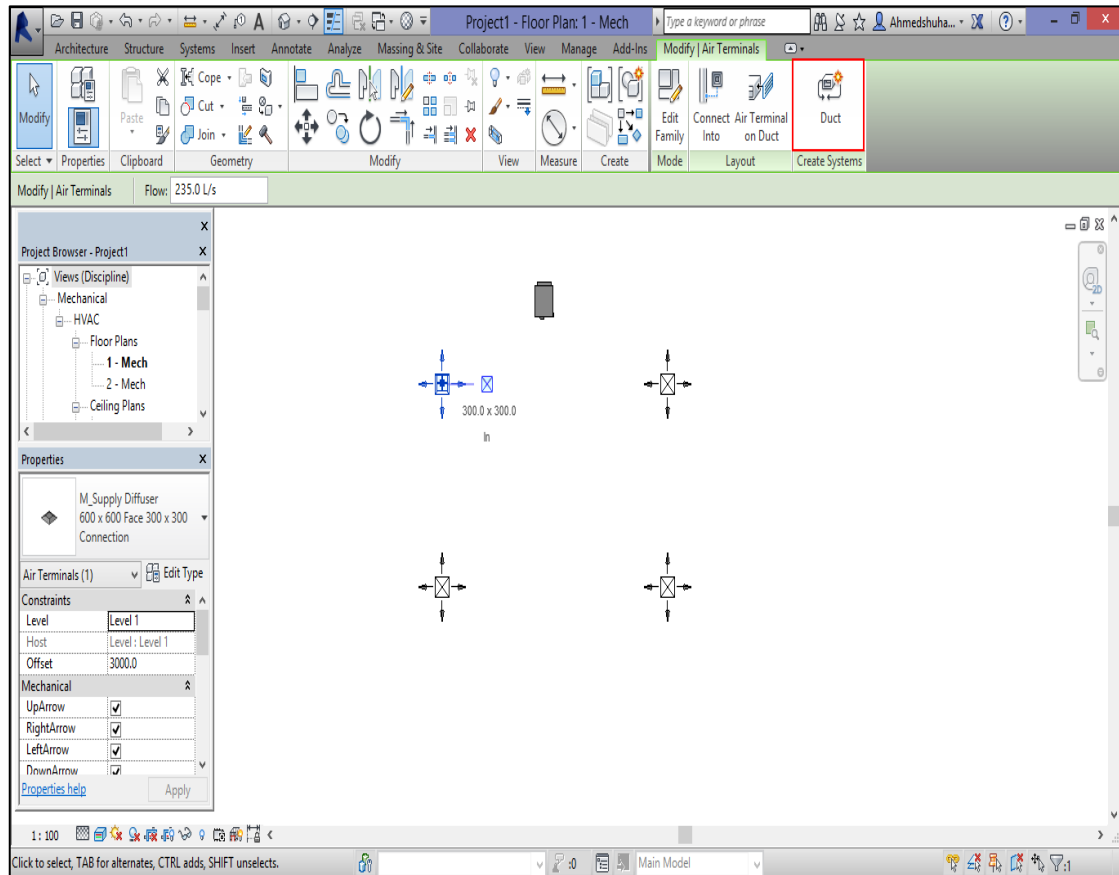 Project1 - Floor Plan: 1 - Mech
Type a keyword or phrase
Ahmedshuha...
Architecture Structure Systems Insert Annotate Analyze Massing & Site Collaborate View Manage Add-Ins Modify | Air Terminals
Modify Paste Cope Cut Join Edit Family Connect Into Air Terminal on Duct Duct
Select Properties Clipboard Geometry Modify View Measure Create Mode Layout Create Systems
Modify | Air Terminals Flow: 235.0 L/s
Project Browser - Project1
Views (Discipline)
Mechanical
HVAC
Floor Plans
1 - Mech
2 - Mech
Ceiling Plans
300.0 x 300.0
In
2D
Properties
M_Supply Diffuser
600 x 600 Face 300 x 300
Connection
Air Terminals (1) Edit Type
Constraints
Level Level 1
Host Level : Level 1
Offset 3000.0
Mechanical
UpArrow
RightArrow
LeftArrow
DownArrow
Properties help Apply
1 : 100
Click to select, TAB for alternates, CTRL adds, SHIFT unselects. :0 Main Model :1